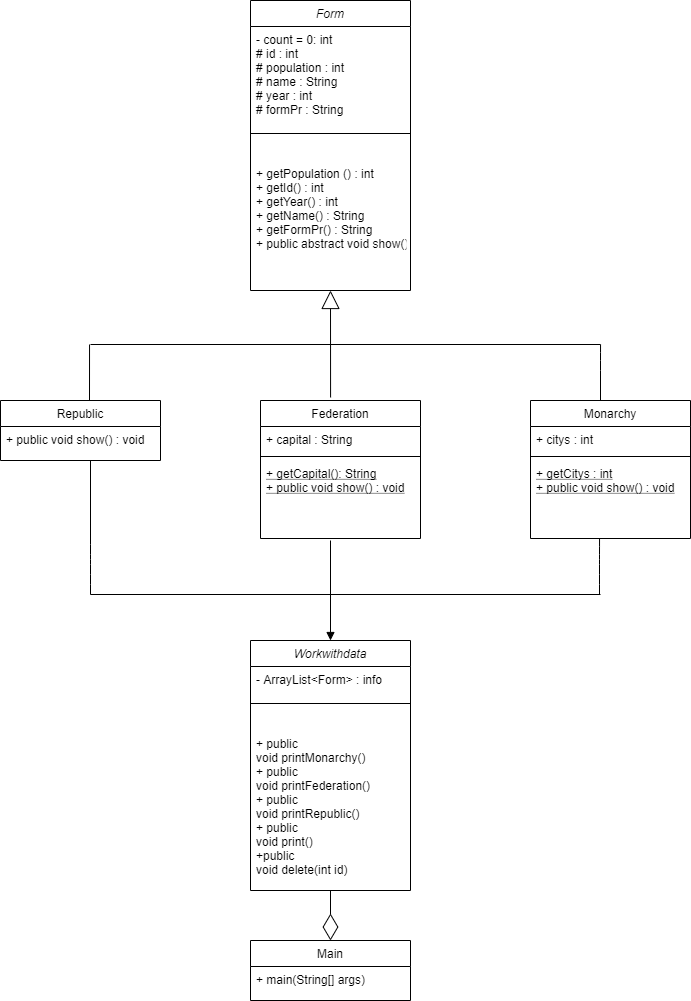 Form
- count = 0: int
# id : int
# population : int
# name : String
# year : int
# formPr : String
+ getPopulation () : int
+ getId() : int
+ getYear() : int
+ getName() : String
+ getFormPr() : String
+ public abstract void show()
Republic
+ public void show() : void
Federation
+ capital : String
+ getCapital(): String
+ public void show() : void
Monarchy
+ citys : int
+ getCitys : int
+ public void show() : void
Workwithdata
- ArrayList<Form> : info
+ public
void printMonarchy()
+ public
void printFederation()
+ public
void printRepublic()
+ public
void print()
+public
void delete(int id)
Main
+ main(String[] args)